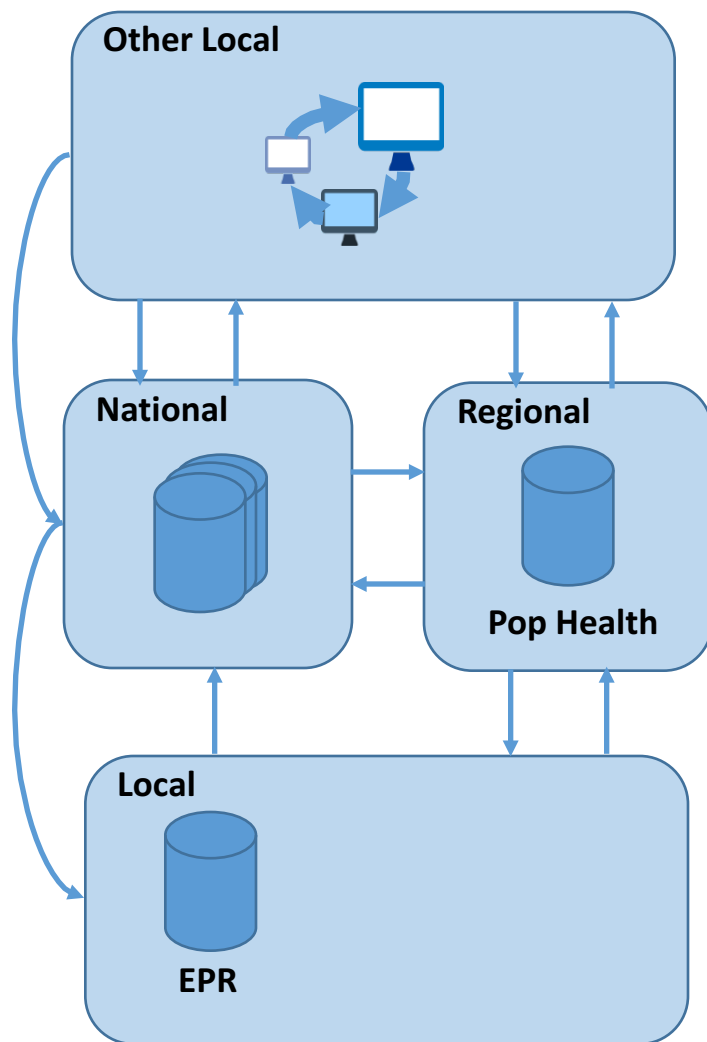 Other Local
National
Regional
Pop Health
Local
EPR